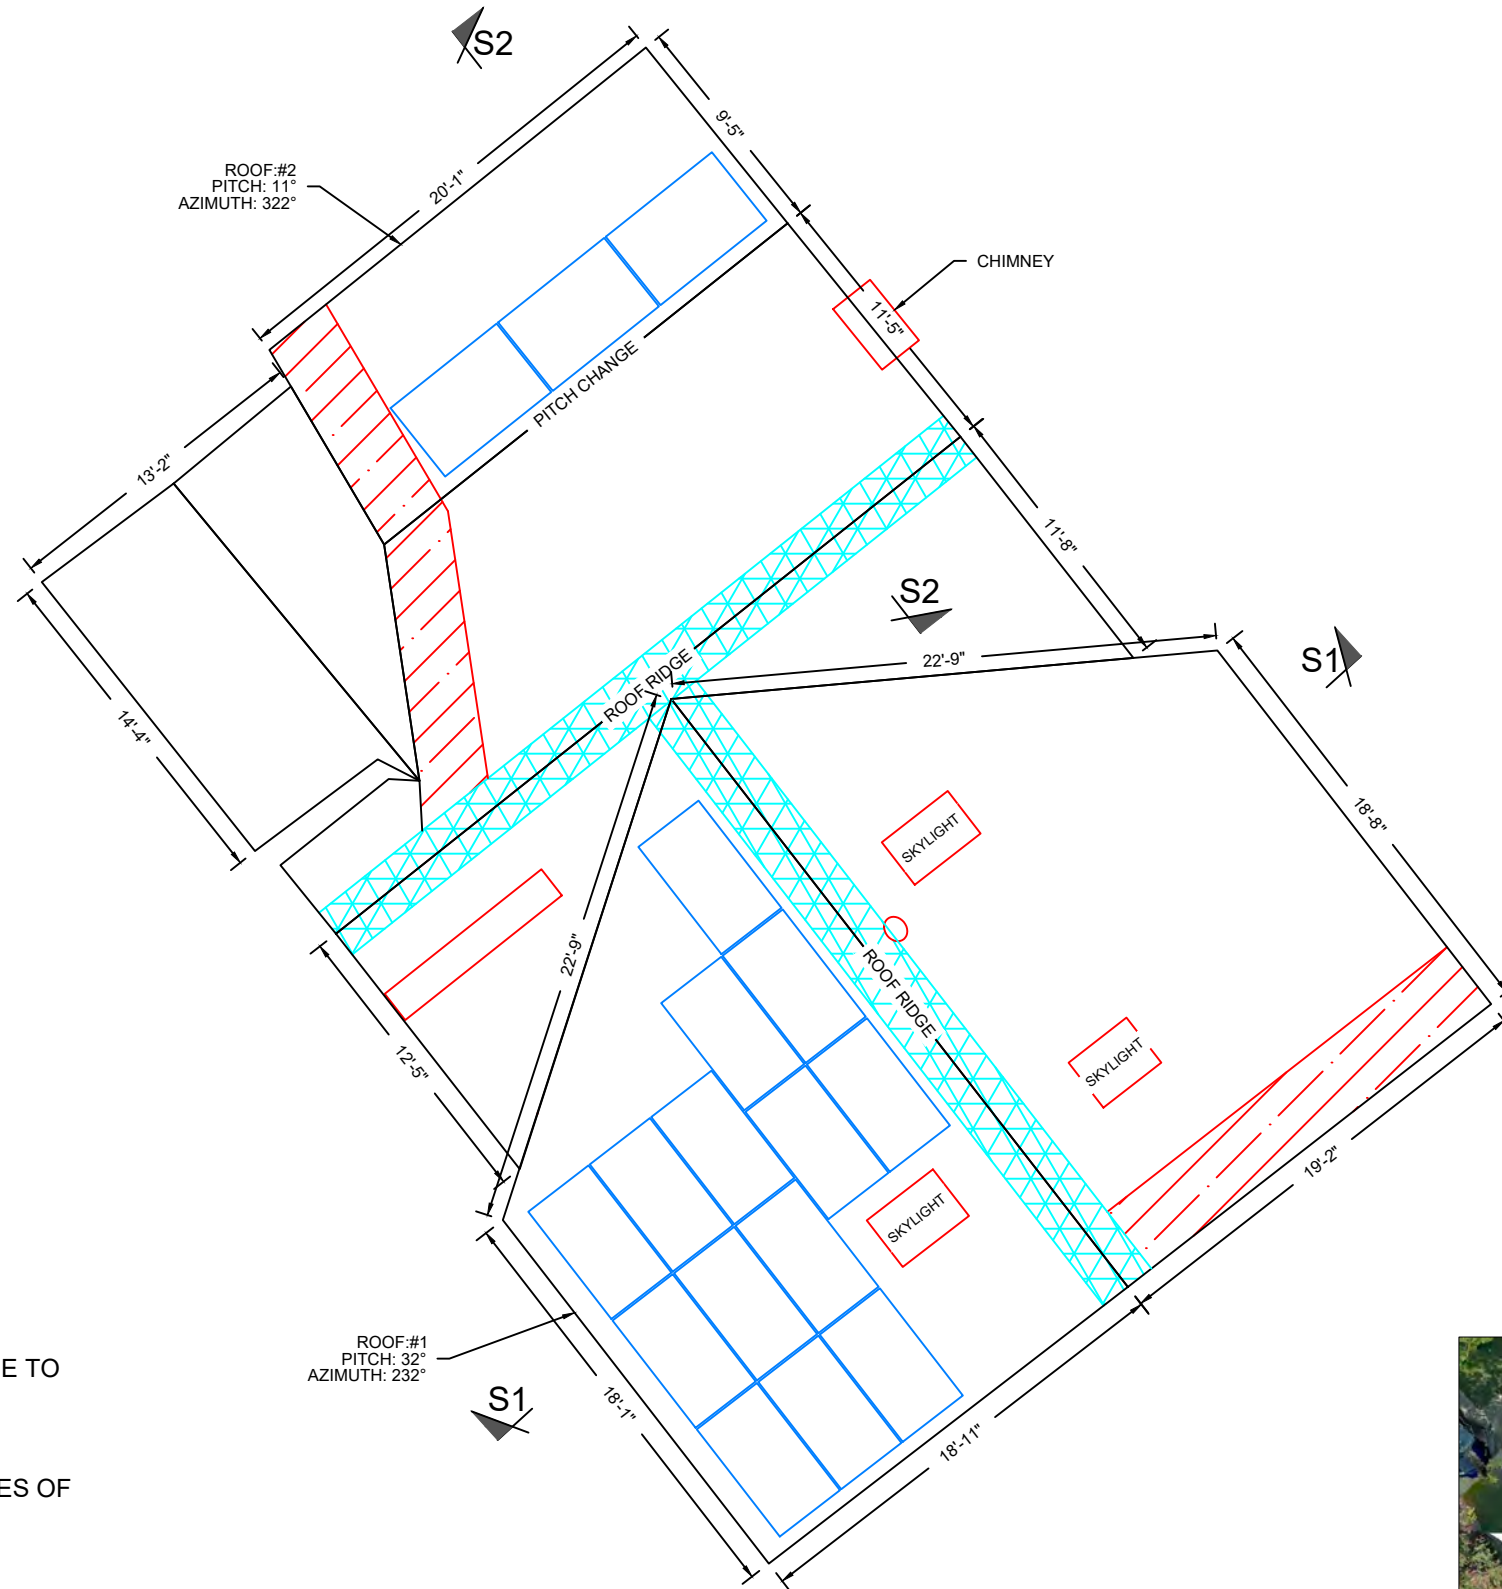 S2
9'-5"
20'-1"
ROOF:#2
PITCH: 11°
AZIMUTH: 322°
CHIMNEY
11'-5"
PITCH CHANGE
13'-2"
11'-8"
S2
22'-9"
S1
ROOF RIDGE
14'-4"
18'-8"
SKYLIGHT
22'-9"
ROOF RIDGE
12'-5"
SKYLIGHT
19'-2"
SKYLIGHT
ROOF:#1
PITCH: 32°
AZIMUTH: 232°
E TO
S1
18'-1"
18'-11"
ES OF